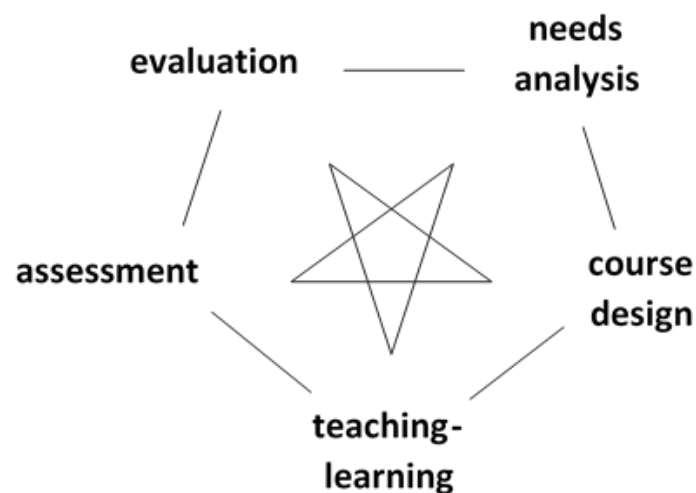 needs
evaluation
analysis
assessment
course
design
teaching-
learning